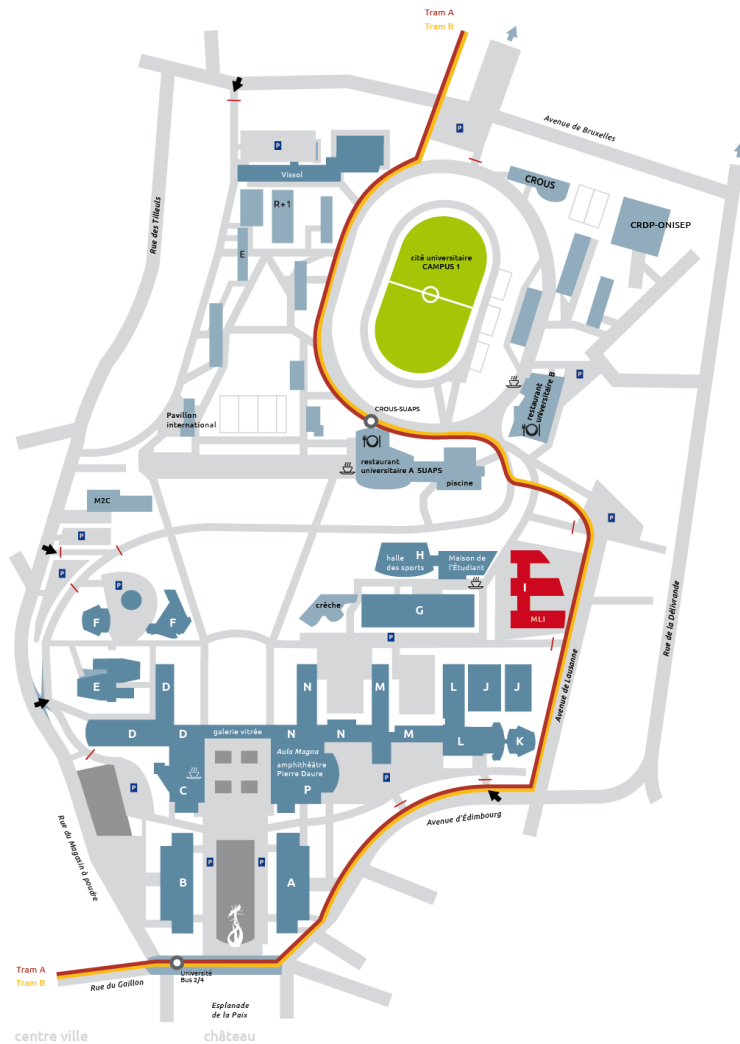 Tram A
Tram B
P
Avenue de Bruxelles
P
Vissol
CROUS
Rue des Tilleuls
R+1
CRDP-ONISEP
E
cité universitaire
CAMPUS 1
P
restaurant
universitaire B
CROUS-SUAPS
Pavillon
international
restaurant
universitaire A SUAPS
piscine
M2C
P
P
halle
des sports
H
Maison de
l'Étudiant
P
P
I
crèche
G
MLI
F
F
P
Rue de la Délivrande
Avenue de Lausanne
E
D
N
M
L
J
J
D
D
galerie vitrée
N
N
M
L
K
Aula Magna
amphithéâtre
Pierre Daure
P
C
P
P
Avenue d'Édimbourg
Rue du Magasin à poudre
P
P
B
A
Tram A
Tram B
Rue du Gaillon
Université
Bus 2/4
Esplanade
de la Paix
centre ville
château